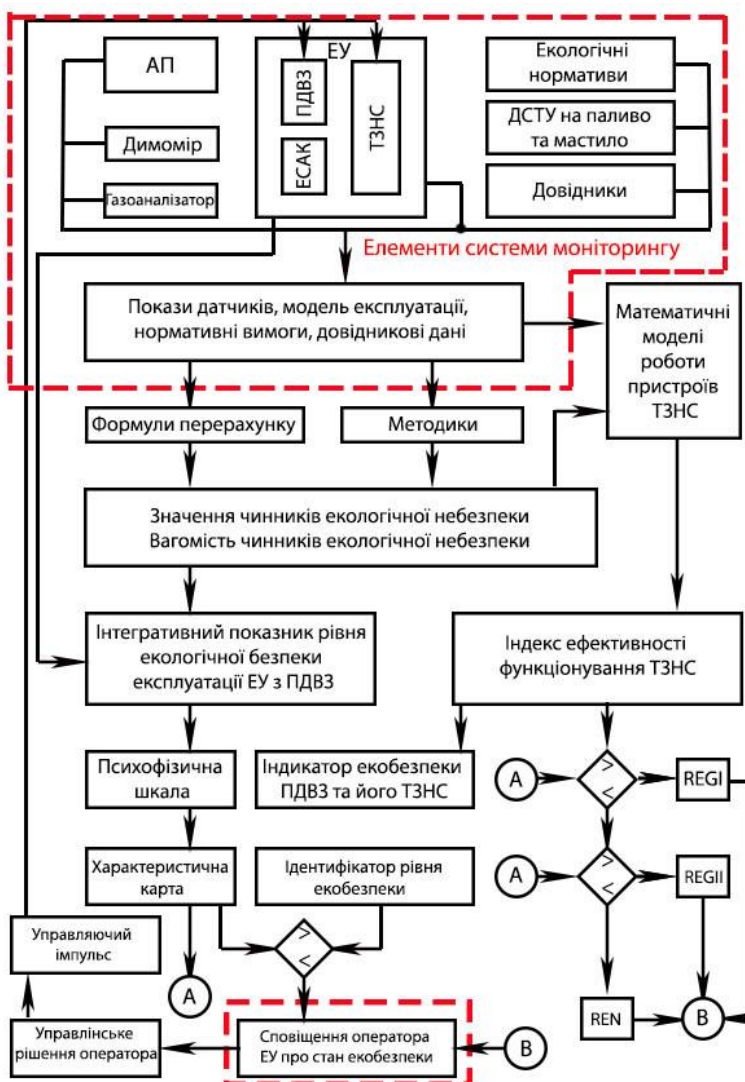 ЕУ
АП
Димомір
Газоаналізатор
ПДВЗ
ЕСАК
ТЗНС
Екологічні
нормативи
ДСТУ на паливо
та мастило
Довідники
Елементи системи моніторингу
Покази датчиків, модель експлуатації,
нормативні вимоги, довідникові дані
Математичні
моделі
роботи
пристроїв
ТЗНС
Формули перерахунку
Методики
Значення чинників екологічної небезпеки
Вагомість чинників екологічної небезпеки
Інтегративний показник рівня
екологічної безпеки
експлуатації ЕУ з ПДВЗ
Індекс ефективності
функціонування ТЗНС
Психофізична
шкала
Індикатор екобезпеки
ПДВЗ та його ТЗНС
A
>
<
REGI
Характеристична
карта
Ідентифікатор рівня
екобезпеки
A
>
<
REGII
Управляючий
імпульс
A
>
<
REN
B
Управлінське
рішення оператора
Сповіщення оператора
ЕУ про стан екобезпеки
B